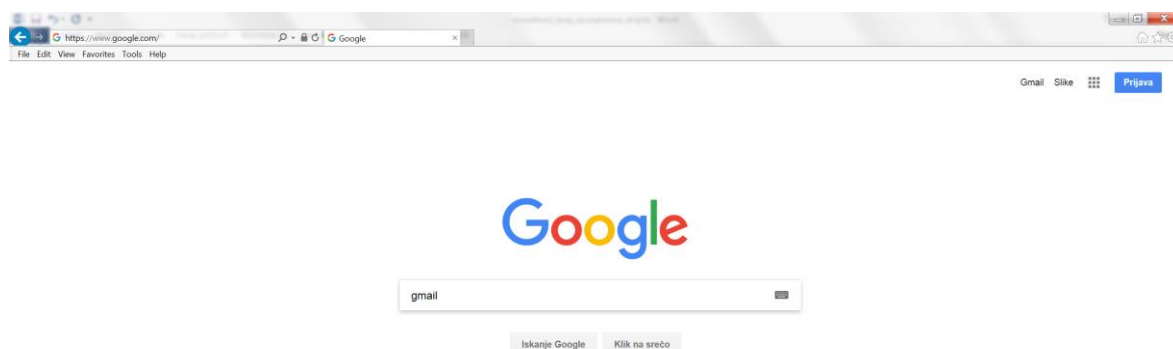 https://www.google.com/
Google
File Edit View Favorites Tools Help
Gmail Slike Prijava
Google
gmail
Iskanje Google Klik na srečo